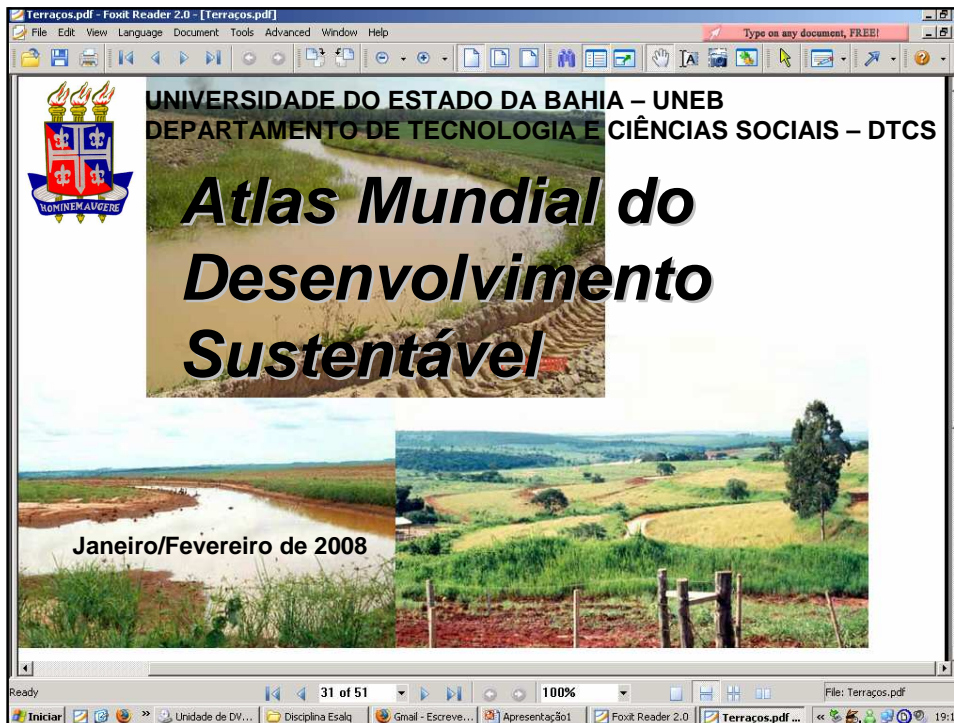 Terraços.pdf - Foxit Reader 2.0 - [Terraços.pdf]
File Edit View Language Document Tools Advanced Window Help
Type on any document, FREE!
UNIVERSIDADE DO ESTADO DA BAHIA – UNEB
DEPARTAMENTO DE TECNOLOGIA E CIÊNCIAS SOCIAIS – DTCS
HOMINEM AUGERE
Atlas Mundial do
Desenvolvimento
Sustentável
Janeiro/Fevereiro de 2008
Ready
31 of 51
100%
File: Terraços.pdf
Iniciar
Unidade de DV...
Disciplina Esalq
Gmail - Escreve...
Apresentação1
Foxit Reader 2.0
Terraços.pdf ...